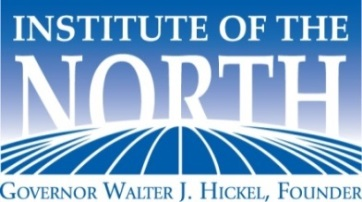 INSTITUTE OF THE
NORTH
GOVERNOR WALTER J. HICKEL, FOUNDER